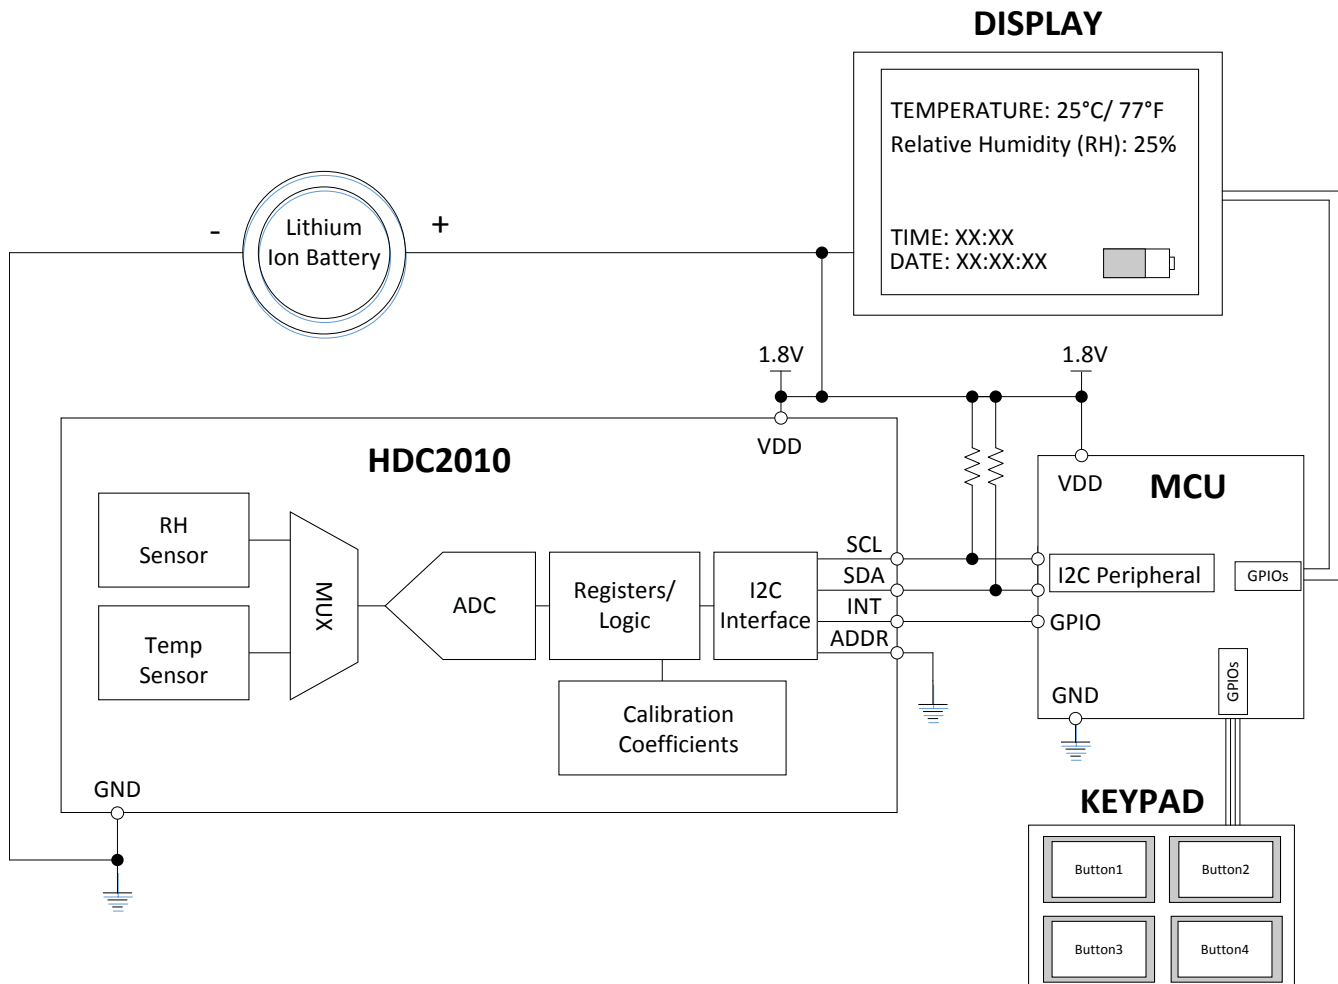 DISPLAY
TEMPERATURE: 25°C/ 77°F
Relative Humidity (RH): 25%
TIME: XX:XX
DATE: XX:XX:XX
-
Lithium
Ion Battery
+
1.8V
1.8V
VDD
HDC2010
RH
Sensor
Temp
Sensor
MUX
ADC
Registers/
Logic
I2C
Interface
Calibration
Coefficients
SCL
SDA
INT
ADDR
GND
VDD
MCU
I2C Peripheral
GPIOs
GPIO
GPIOs
GND
KEYPAD
Button1
Button2
Button3
Button4